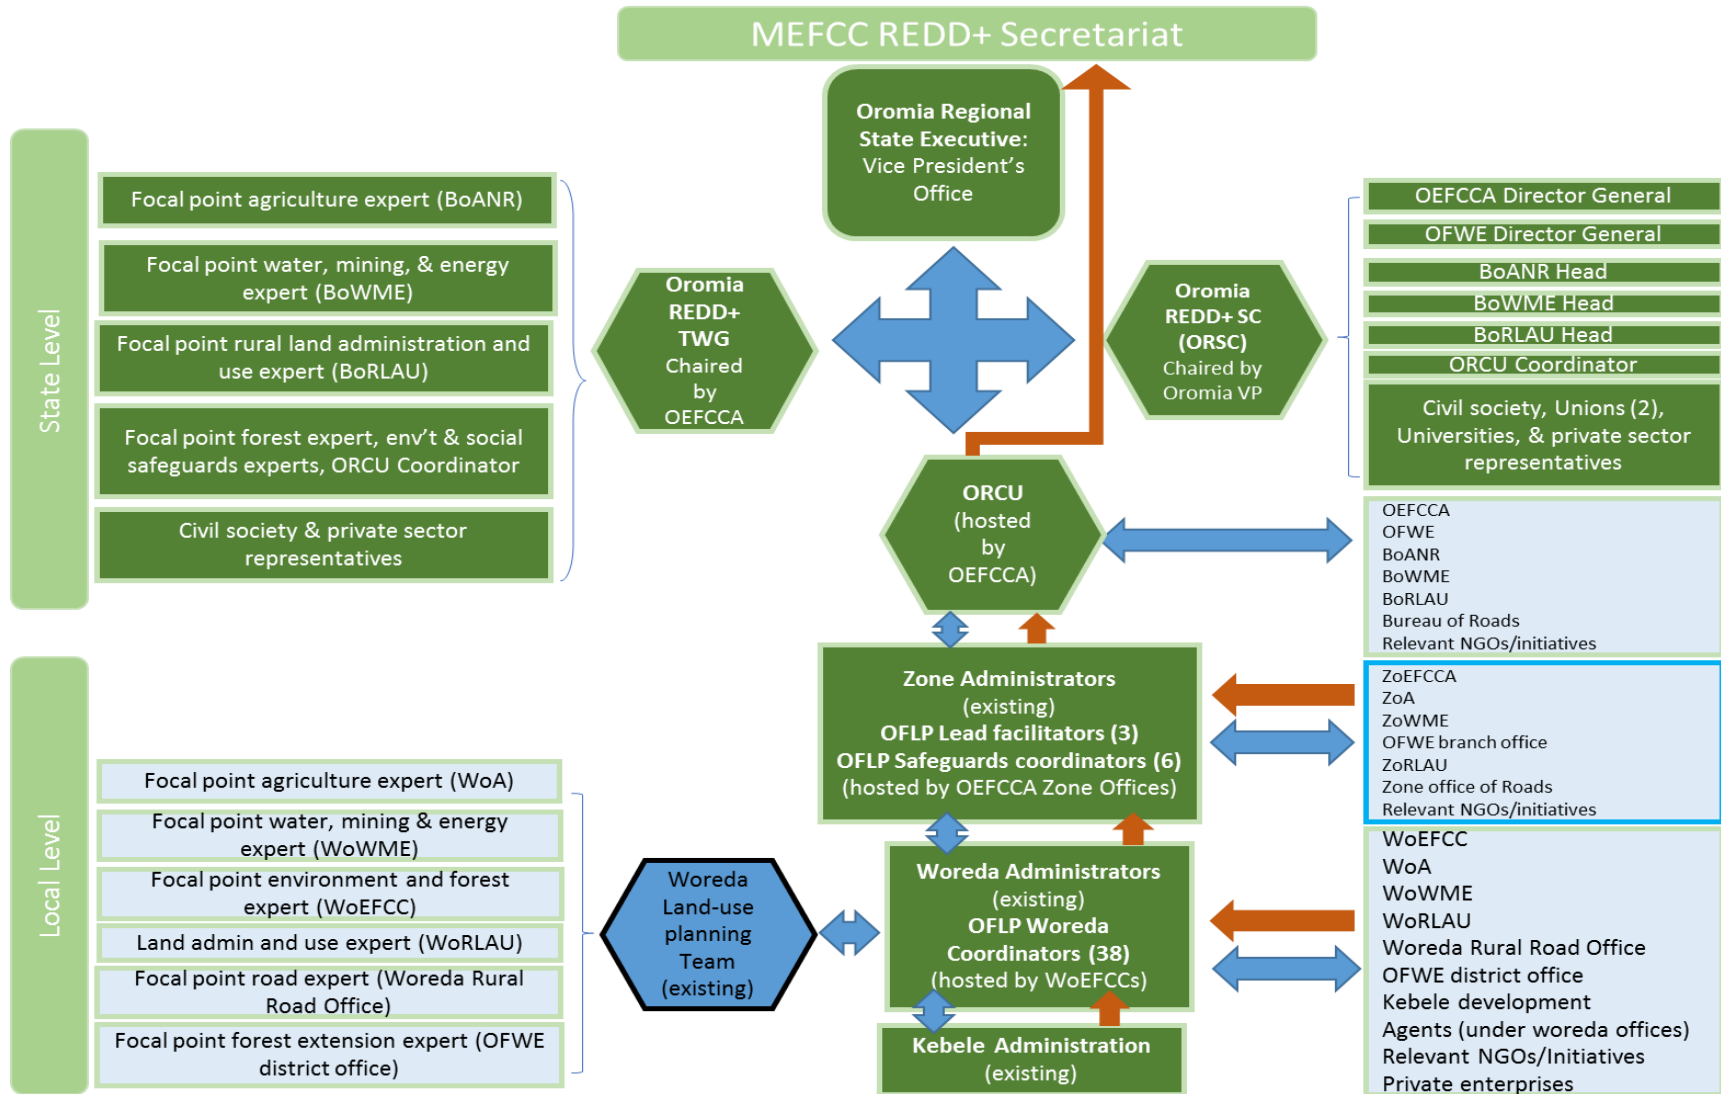 MEFCC REDD+ Secretariat
Oromia Regional
State Executive:
Vice President’s
Office
State Level
Focal point agriculture expert (BoANR)
Focal point water, mining, & energy
expert (BoWME)
Focal point rural land administration and
use expert (BoRLAU)
Focal point forest expert, env’t & social
safeguards experts, ORCU Coordinator
Civil society & private sector
representatives
Oromia
REDD+
TWG
Chaired
by
OEFCCA
Oromia
REDD+ SC
(ORSC)
Chaired by
Oromia VP
OEFCCA Director General
OFWE Director General
BoANR Head
BoWME Head
BoRLAU Head
ORCU Coordinator
Civil society, Unions (2),
Universities, & private sector
representatives
ORCU
(hosted
by
OEFCCA)
OEFCCA
OFWE
BoANR
BoWME
BoRLAU
Bureau of Roads
Relevant NGOs/initiatives
Local Level
Zone Administrators
(existing)
OFLP Lead facilitators (3)
OFLP Safeguards coordinators (6)
(hosted by OEFCCA Zone Offices)
ZoEFCCA
ZoA
ZoWME
OFWE branch office
ZoRLAU
Zone office of Roads
Relevant NGOs/initiatives
Focal point agriculture expert (WoA)
Focal point water, mining & energy
expert (WoWME)
Focal point environment and forest
expert (WoEFCC)
Land admin and use expert (WoRLAU)
Focal point road expert (Woreda Rural
Road Office)
Focal point forest extension expert (OFWE
district office)
Woreda
Land-use
planning
Team
(existing)
Woreda Administrators
(existing)
OFLP Woreda
Coordinators (38)
(hosted by WoEFCCs)
WoEFCC
WoA
WoWME
WoRLAU
Woreda Rural Road Office
OFWE district office
Kebele development
Agents (under woreda offices)
Relevant NGOs/Initiatives
Private enterprises
Kebele Administration
(existing)